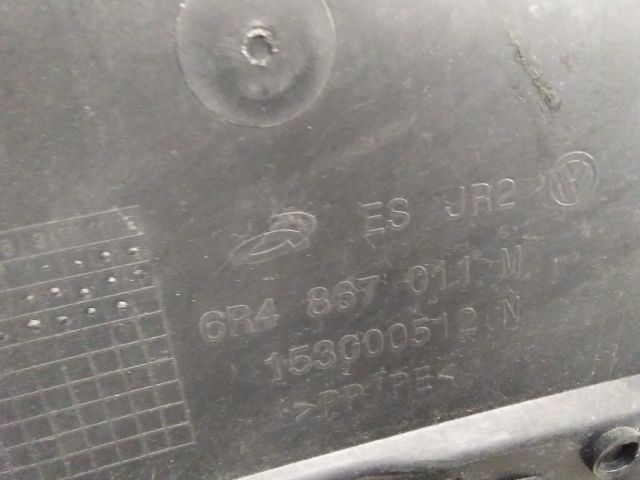 ES JR2
6R4 867 011 M
153000512 N
>PP/PE<